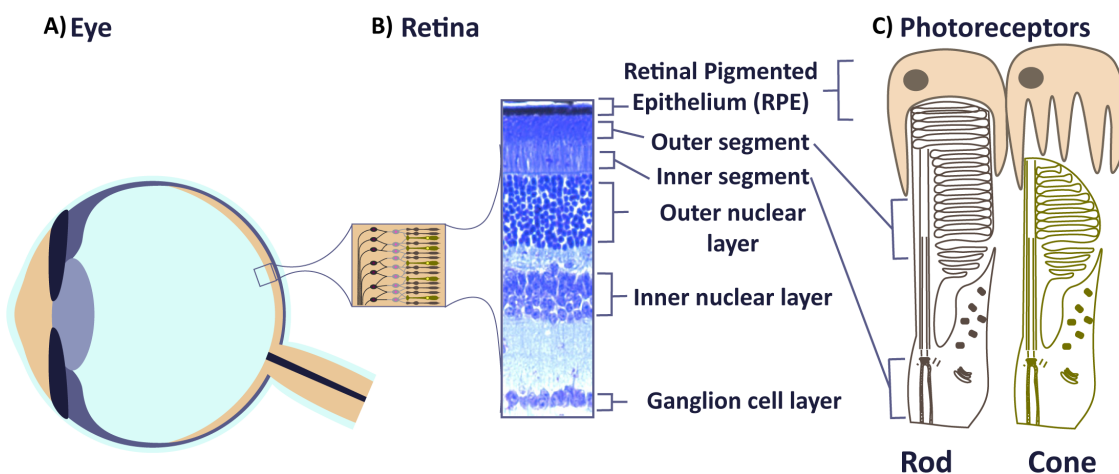 A) Eye
B) Retina
C) Photoreceptors
Retinal Pigmented
Epithelium (RPE)
Outer segment
Inner segment
Outer nuclear
layer
Inner nuclear layer
Ganglion cell layer
Rod
Cone